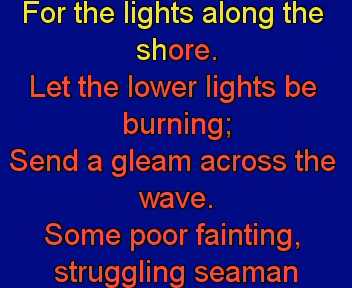 For the lights along the
shore.
Let the lower lights be
burning;
Send a gleam across the
wave.
Some poor fainting,
struggling seaman